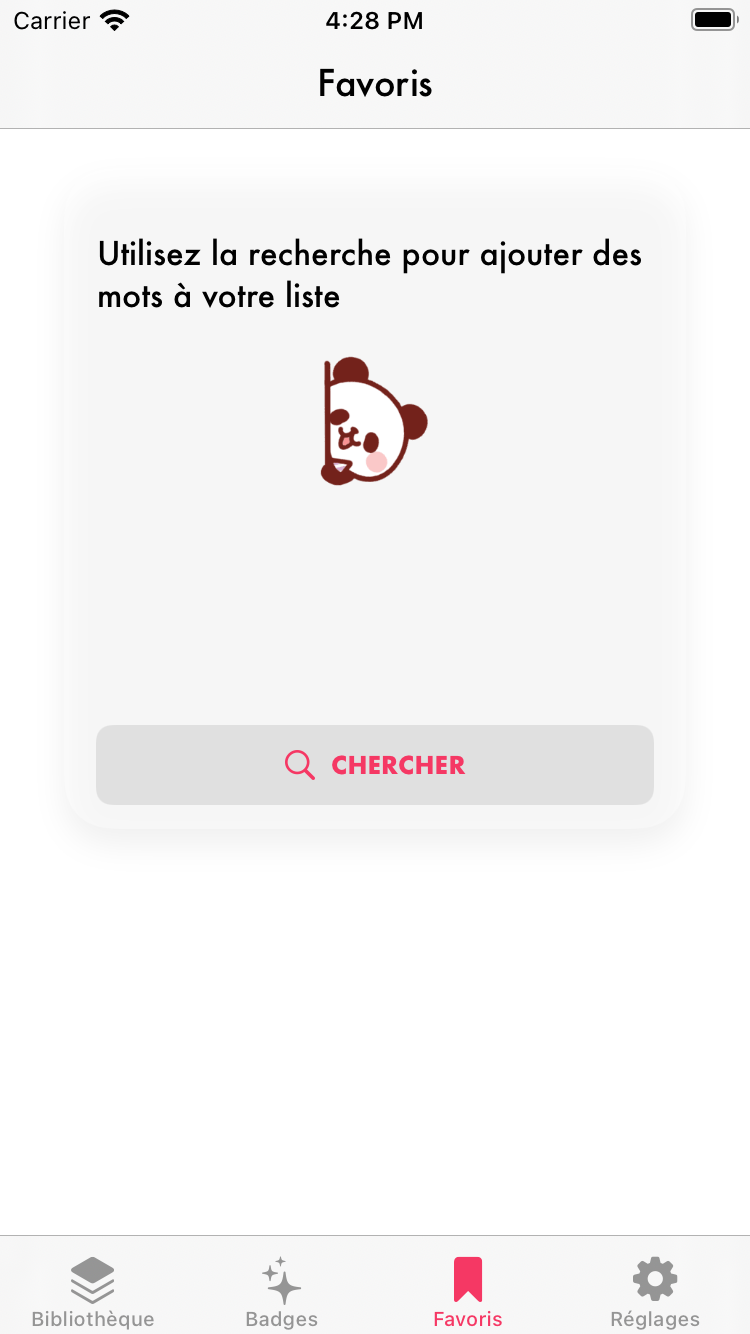 Carrier 4:28 PM
Favoris
Utilisez la recherche pour ajouter des
mots à votre liste
CHERCHER
Bibliothèque Badges Favoris Réglages